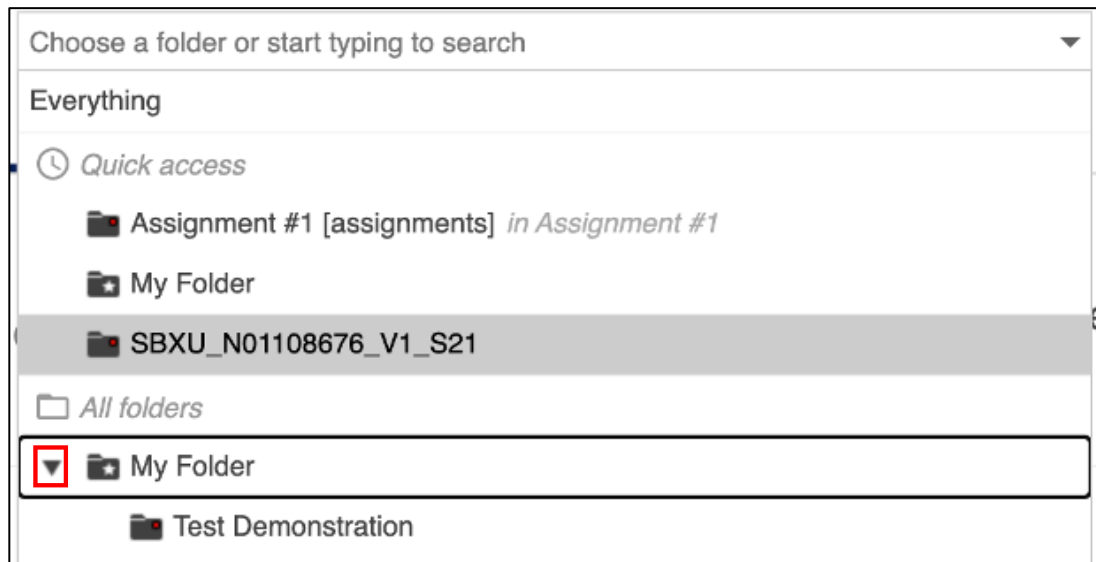 Choose a folder or start typing to search
Everything
Quick access
Assignment #1 [assignments] in Assignment #1
My Folder
SBXU_N01108676_V1_S21
All folders
My Folder
Test Demonstration